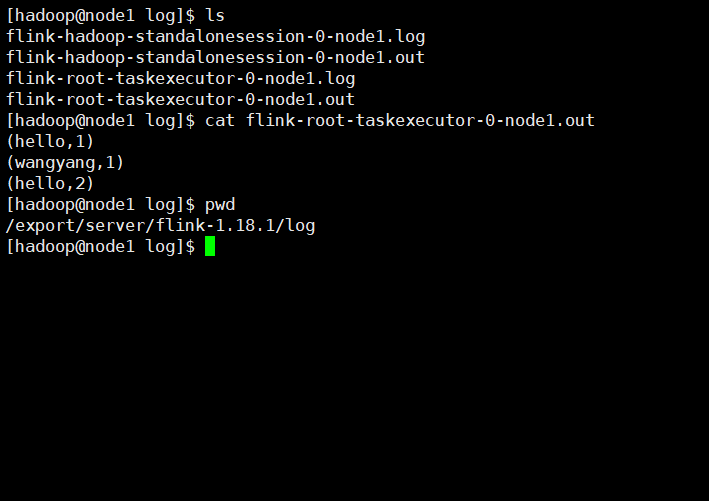 [hadoop@node1 log]$ ls
flink-hadoop-standalonesession-0-node1.log
flink-hadoop-standalonesession-0-node1.out
flink-root-taskexecutor-0-node1.log
flink-root-taskexecutor-0-node1.out
[hadoop@node1 log]$ cat flink-root-taskexecutor-0-node1.out
(hello,1)
(wangyang,1)
(hello,2)
[hadoop@node1 log]$ pwd
/export/server/flink-1.18.1/log
[hadoop@node1 log]$